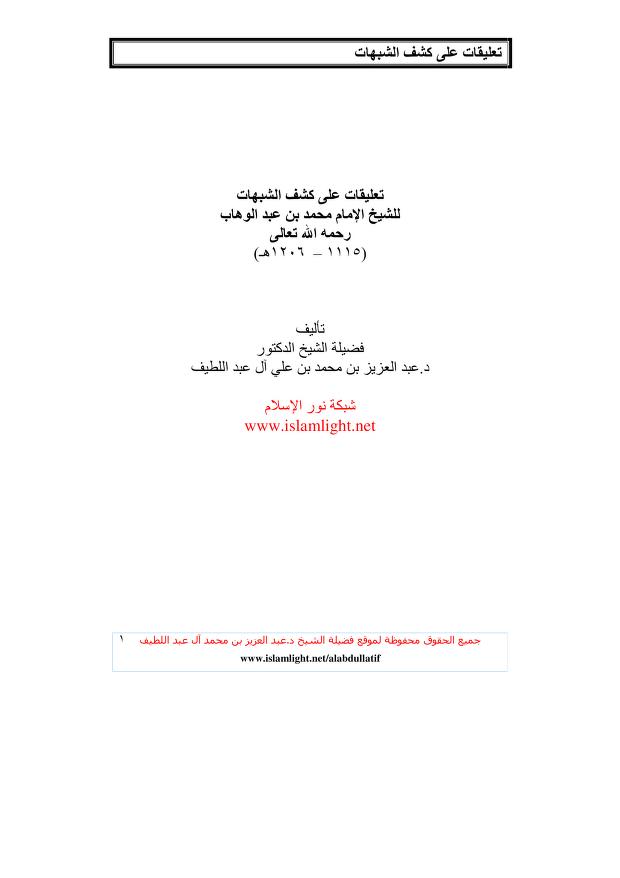 تعليقات على كشف الشبهات
تعليقات على كشف الشبهات
للشيخ الإمام محمد بن عبد الوهاب
رحمه الله تعالى
(١١١٥ – ١٢٠٦هـ)
تأليف
فضيلة الشيخ الدكتور
د.عبد العزيز بن محمد بن علي آل عبد اللطيف
شبكة نور الإسلام
www.islamlight.net
جميع الحقوق محفوظة لموقع فضيلة الشيخ د.عبد العزيز بن محمد آل عبد اللطيف ١
www.islamlight.net/alabdullatif